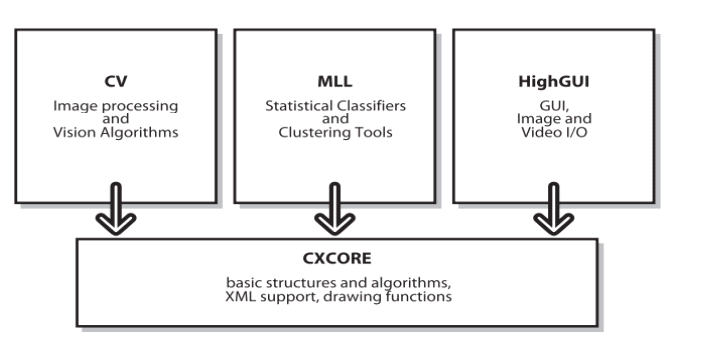 CV
Image processing
and
Vision Algorithms
MLL
Statistical Classifiers
and
Clustering Tools
HighGUI
GUI,
Image and
Video I/O
CXCORE
basic structures and algorithms,
XML support, drawing functions